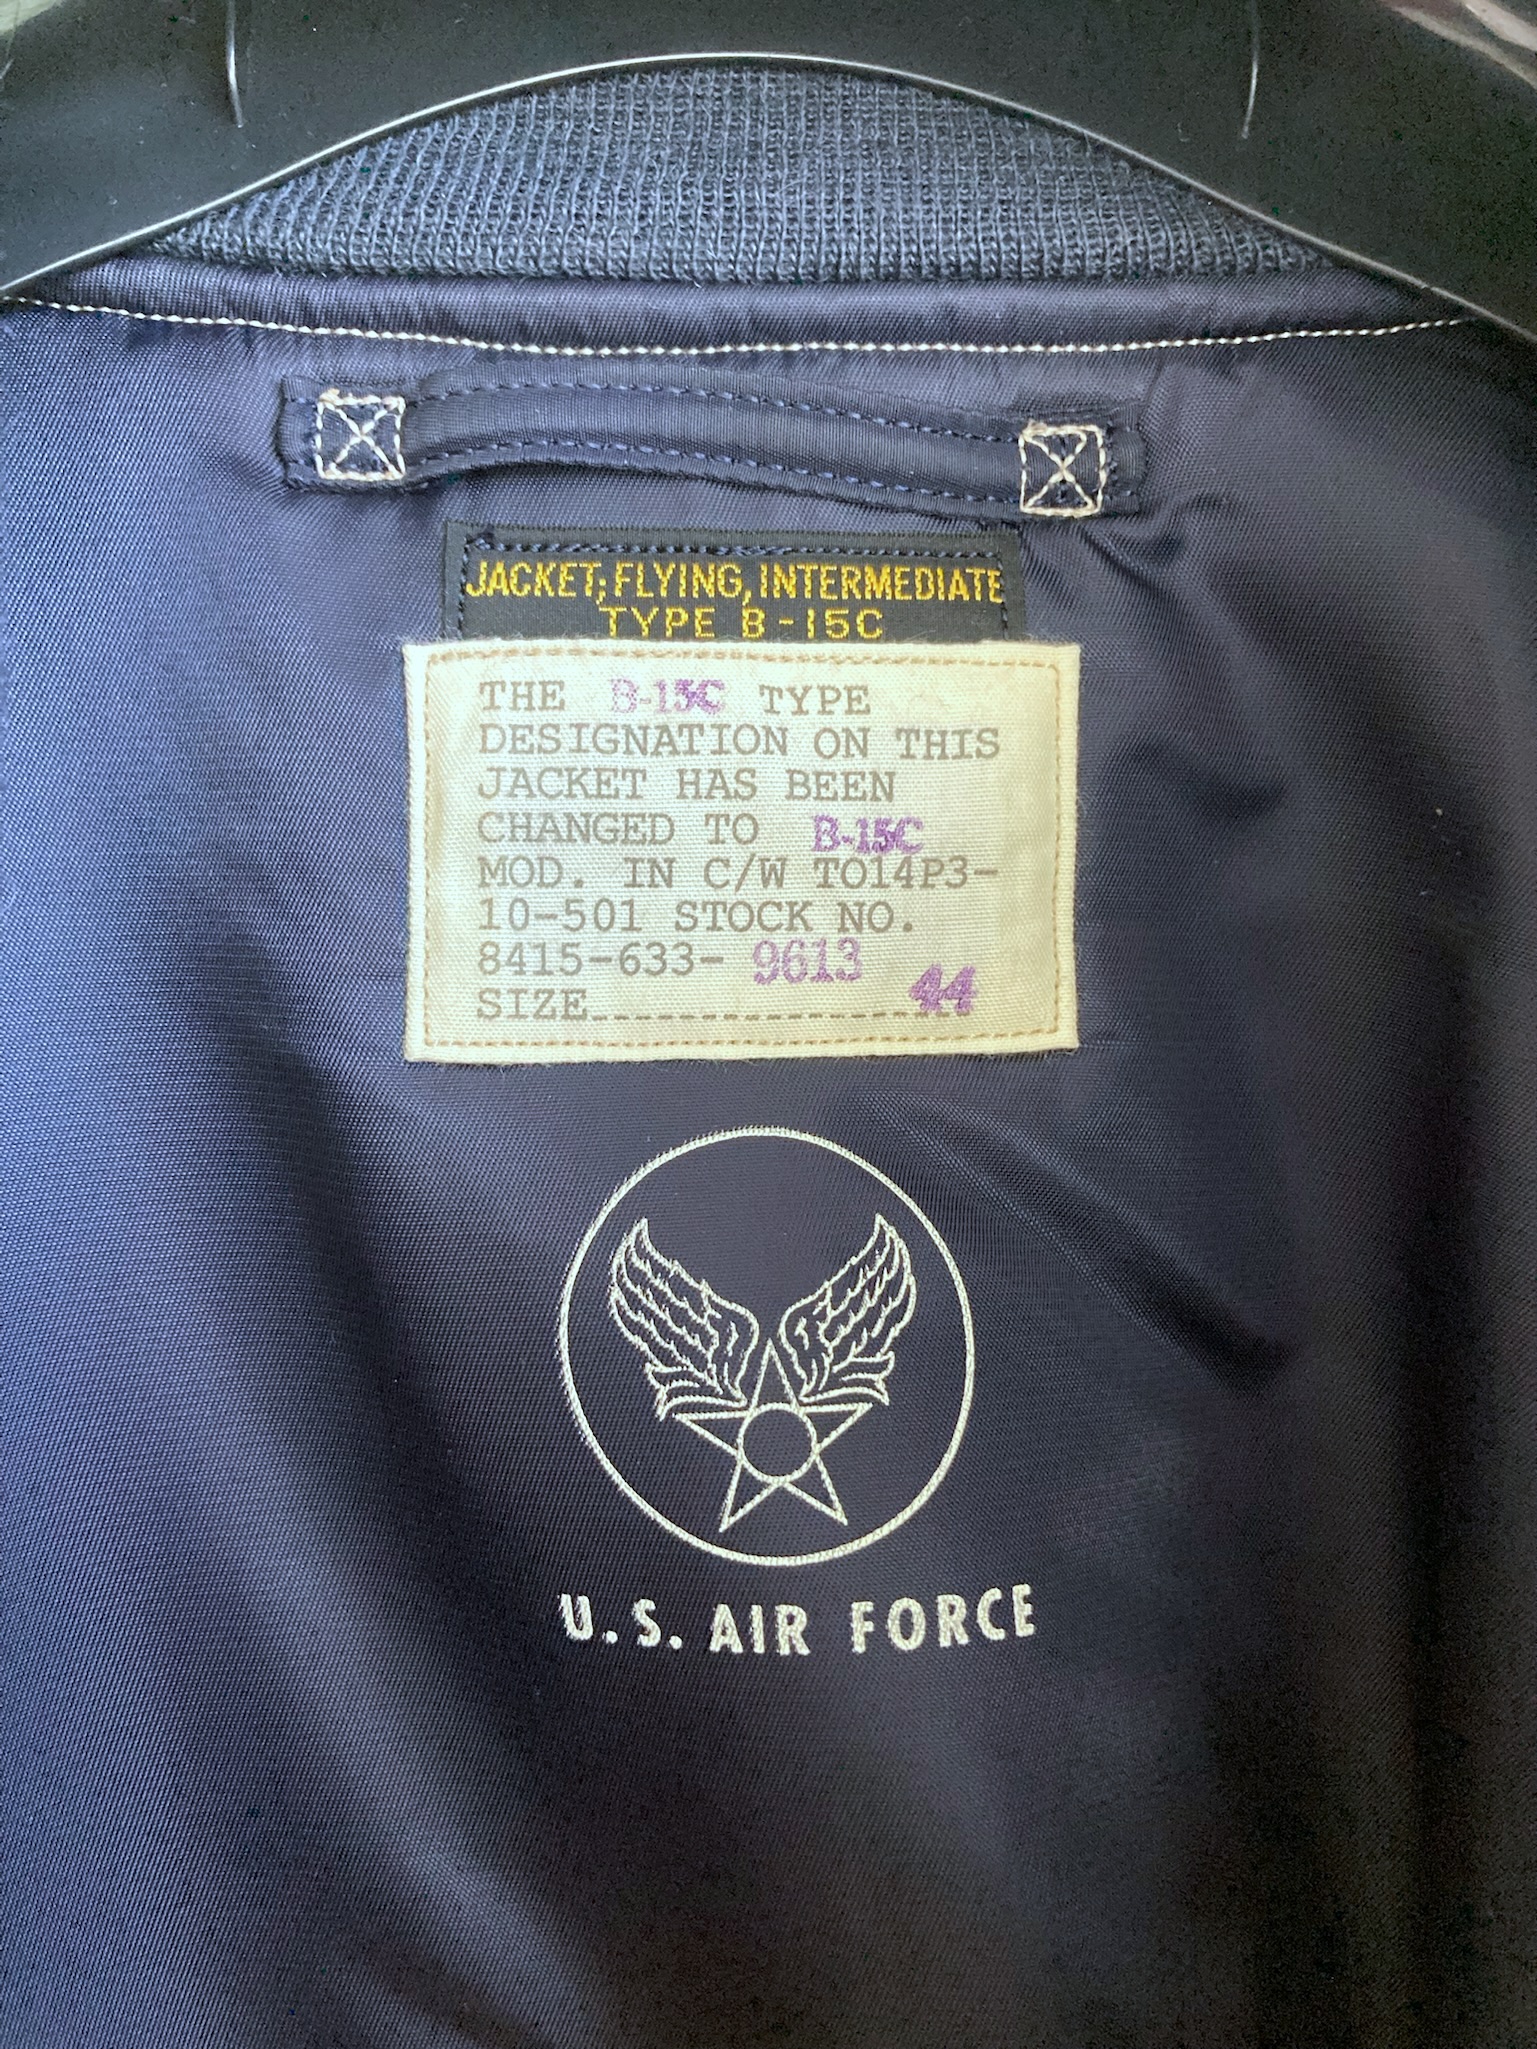 JACKET; FLYING, INTERMEDIATE
TYPE B-15C
THE B-15C TYPE
DESIGNATION ON THIS
JACKET HAS BEEN
CHANGED TO B-15C
MOD. IN C/W TO14P3-
10-501 STOCK NO.
8415-633-9613
SIZE 44
U.S. AIR FORCE